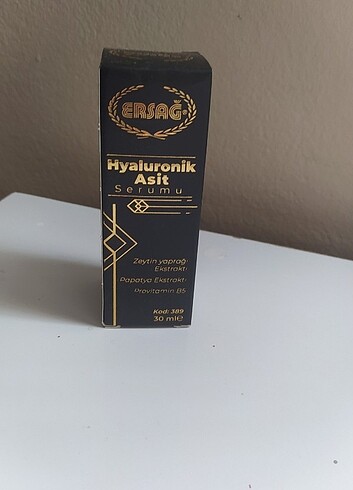 ERSAĞ®
Hyaluronik
Asit
Serumu
Zeytin yaprağı
Ekstraktı
Papatya Ekstraktı
Provitamin B5
Kod: 389
30 ml℮